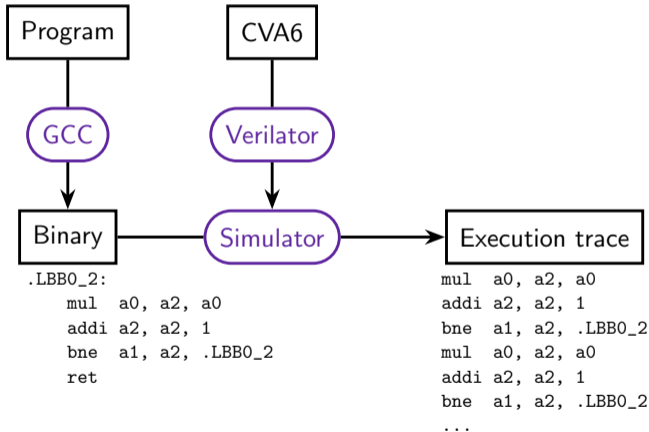 Program
CVA6
GCC
Verilator
Binary
Simulator
Execution trace
.LBB0_2:
mul a0, a2, a0
addi a2, a2, 1
bne a1, a2, .LBB0_2
ret
mul a0, a2, a0
addi a2, a2, 1
bne a1, a2, .LBB0_2
mul a0, a2, a0
addi a2, a2, 1
bne a1, a2, .LBB0_2
...